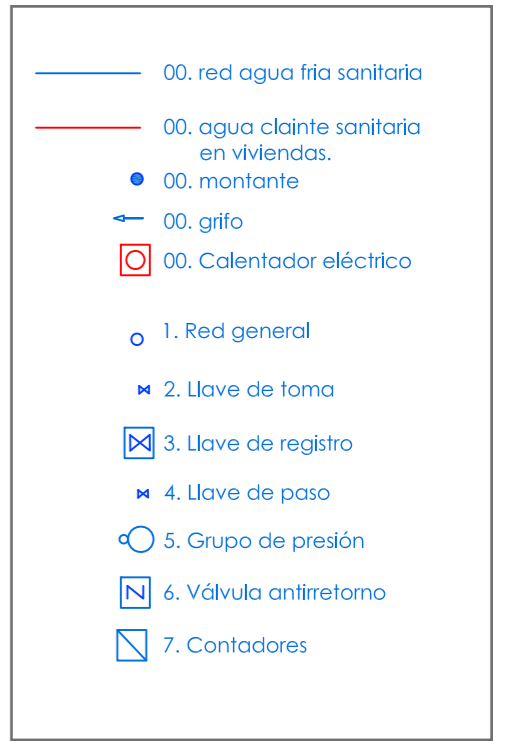 00. red agua fria sanitaria
00. agua clainte sanitaria
en viviendas.
00. montante
00. grifo
00. Calentador eléctrico
1. Red general
2. Llave de toma
3. Llave de registro
4. Llave de paso
5. Grupo de presión
6. Válvula antirretorno
7. Contadores